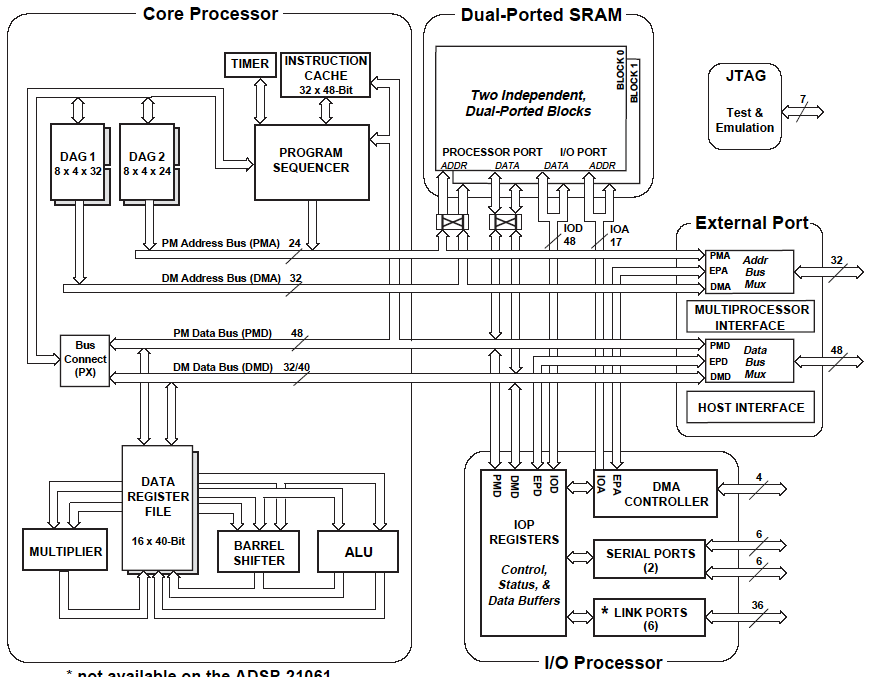 Core Processor
Dual-Ported SRAM
TIMER
INSTRUCTION
CACHE
32 x 48-Bit
BLOCK 0
BLOCK 1
Two Independent,
Dual-Ported Blocks
JTAG
Test &
Emulation
7
DAG 1
8 x 4 x 32
DAG 2
8 x 4 x 24
PROGRAM
SEQUENCER
PROCESSOR PORT
I/O PORT
ADDR
DATA
DATA
ADDR
IOD
48
IOA
17
External Port
PM Address Bus (PMA)
24
DM Address Bus (DMA)
32
PMA
EPA
DMA
Addr
Bus
Mux
32
MULTIPROCESSOR
INTERFACE
Bus
Connect
(PX)
PM Data Bus (PMD)
48
DM Data Bus (DMD)
32/40
PMD
EPD
DMD
Data
Bus
Mux
48
HOST INTERFACE
DATA
REGISTER
FILE
16 x 40-Bit
MULTIPLIER
BARREL
SHIFTER
ALU
PMD
DMD
EPD
IOD
IOA
EPA
IOP
REGISTERS
Control,
Status, &
Data Buffers
DMA
CONTROLLER
4
SERIAL PORTS
(2)
6
6
* LINK PORTS
(6)
36
I/O Processor
* not available on the ADSP-21061